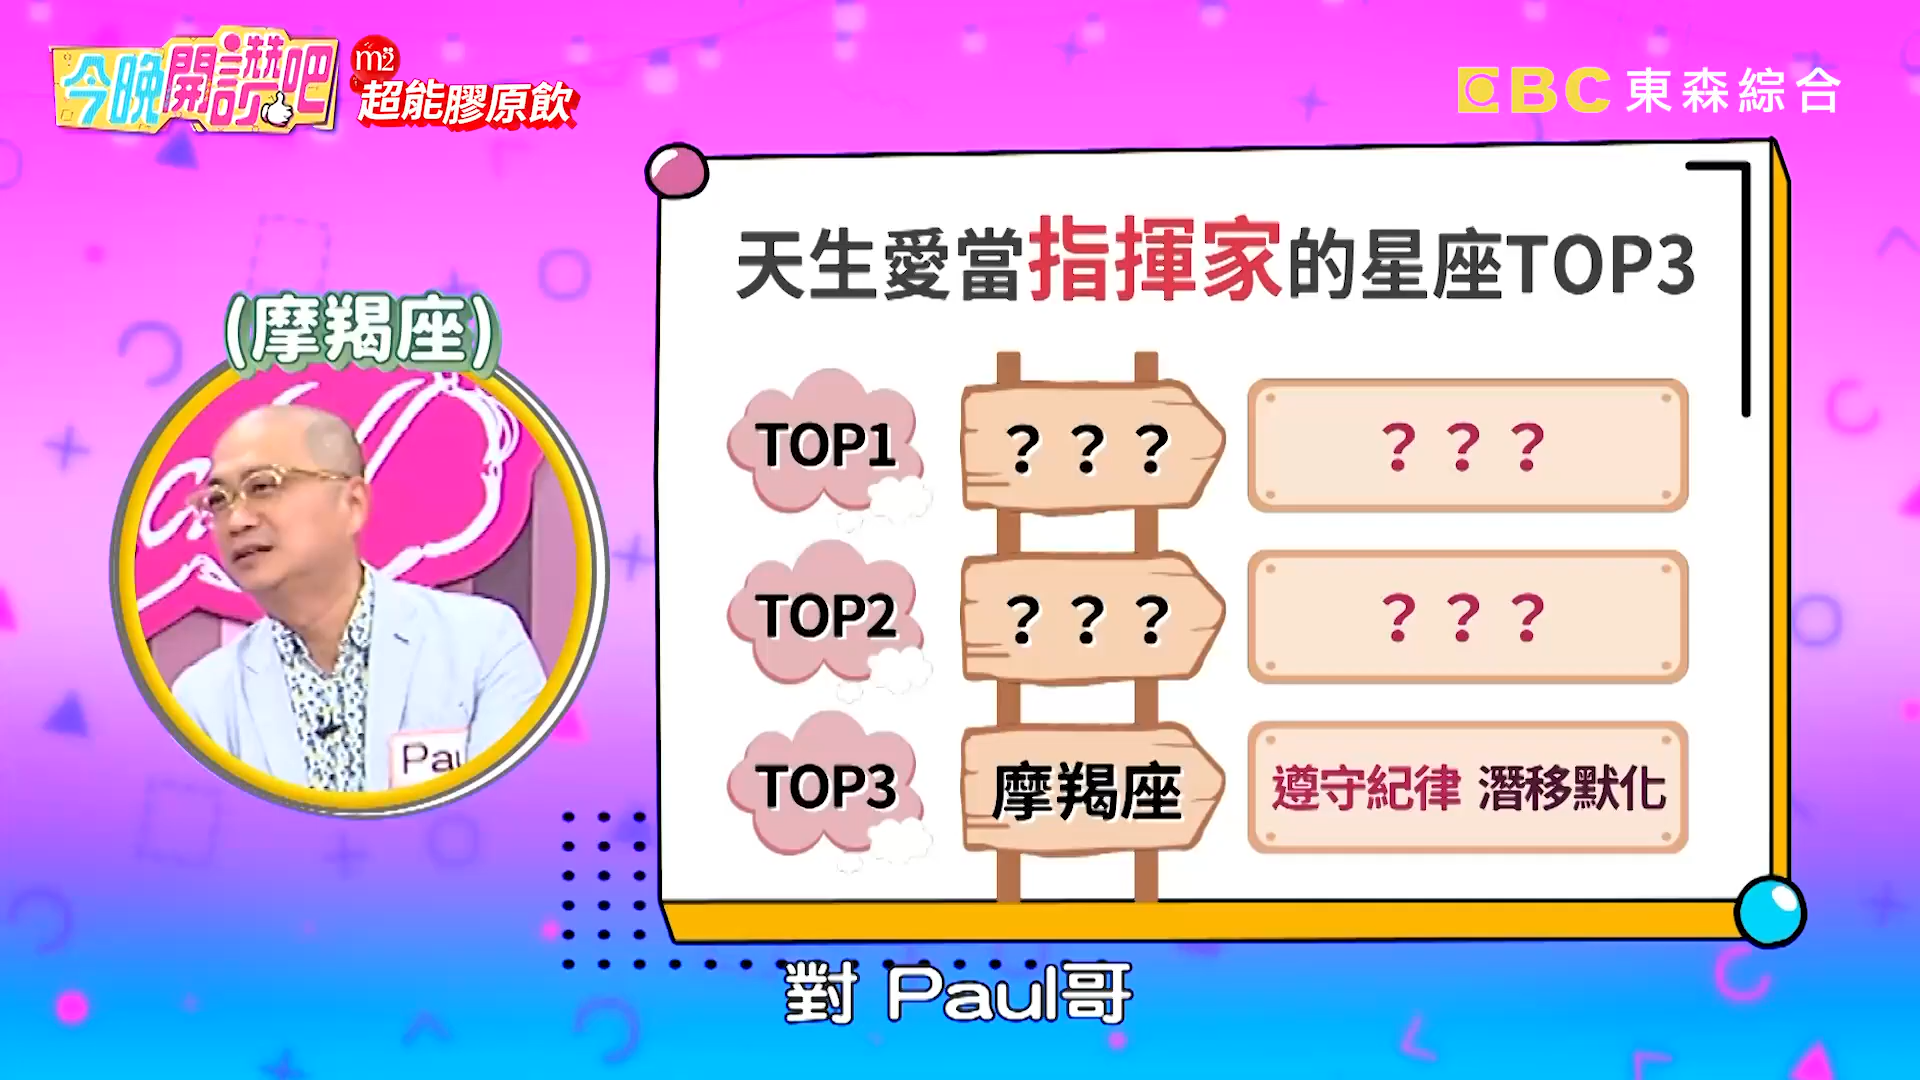 今晚開讚吧
m2
超能膠原飲
EBC 東森綜合
天生愛當指揮家的星座TOP3
(摩羯座)
TOP1 ？？？ ？？？
TOP2 ？？？ ？？？
TOP3 摩羯座 遵守紀律 潛移默化
Pau
對 Paul哥